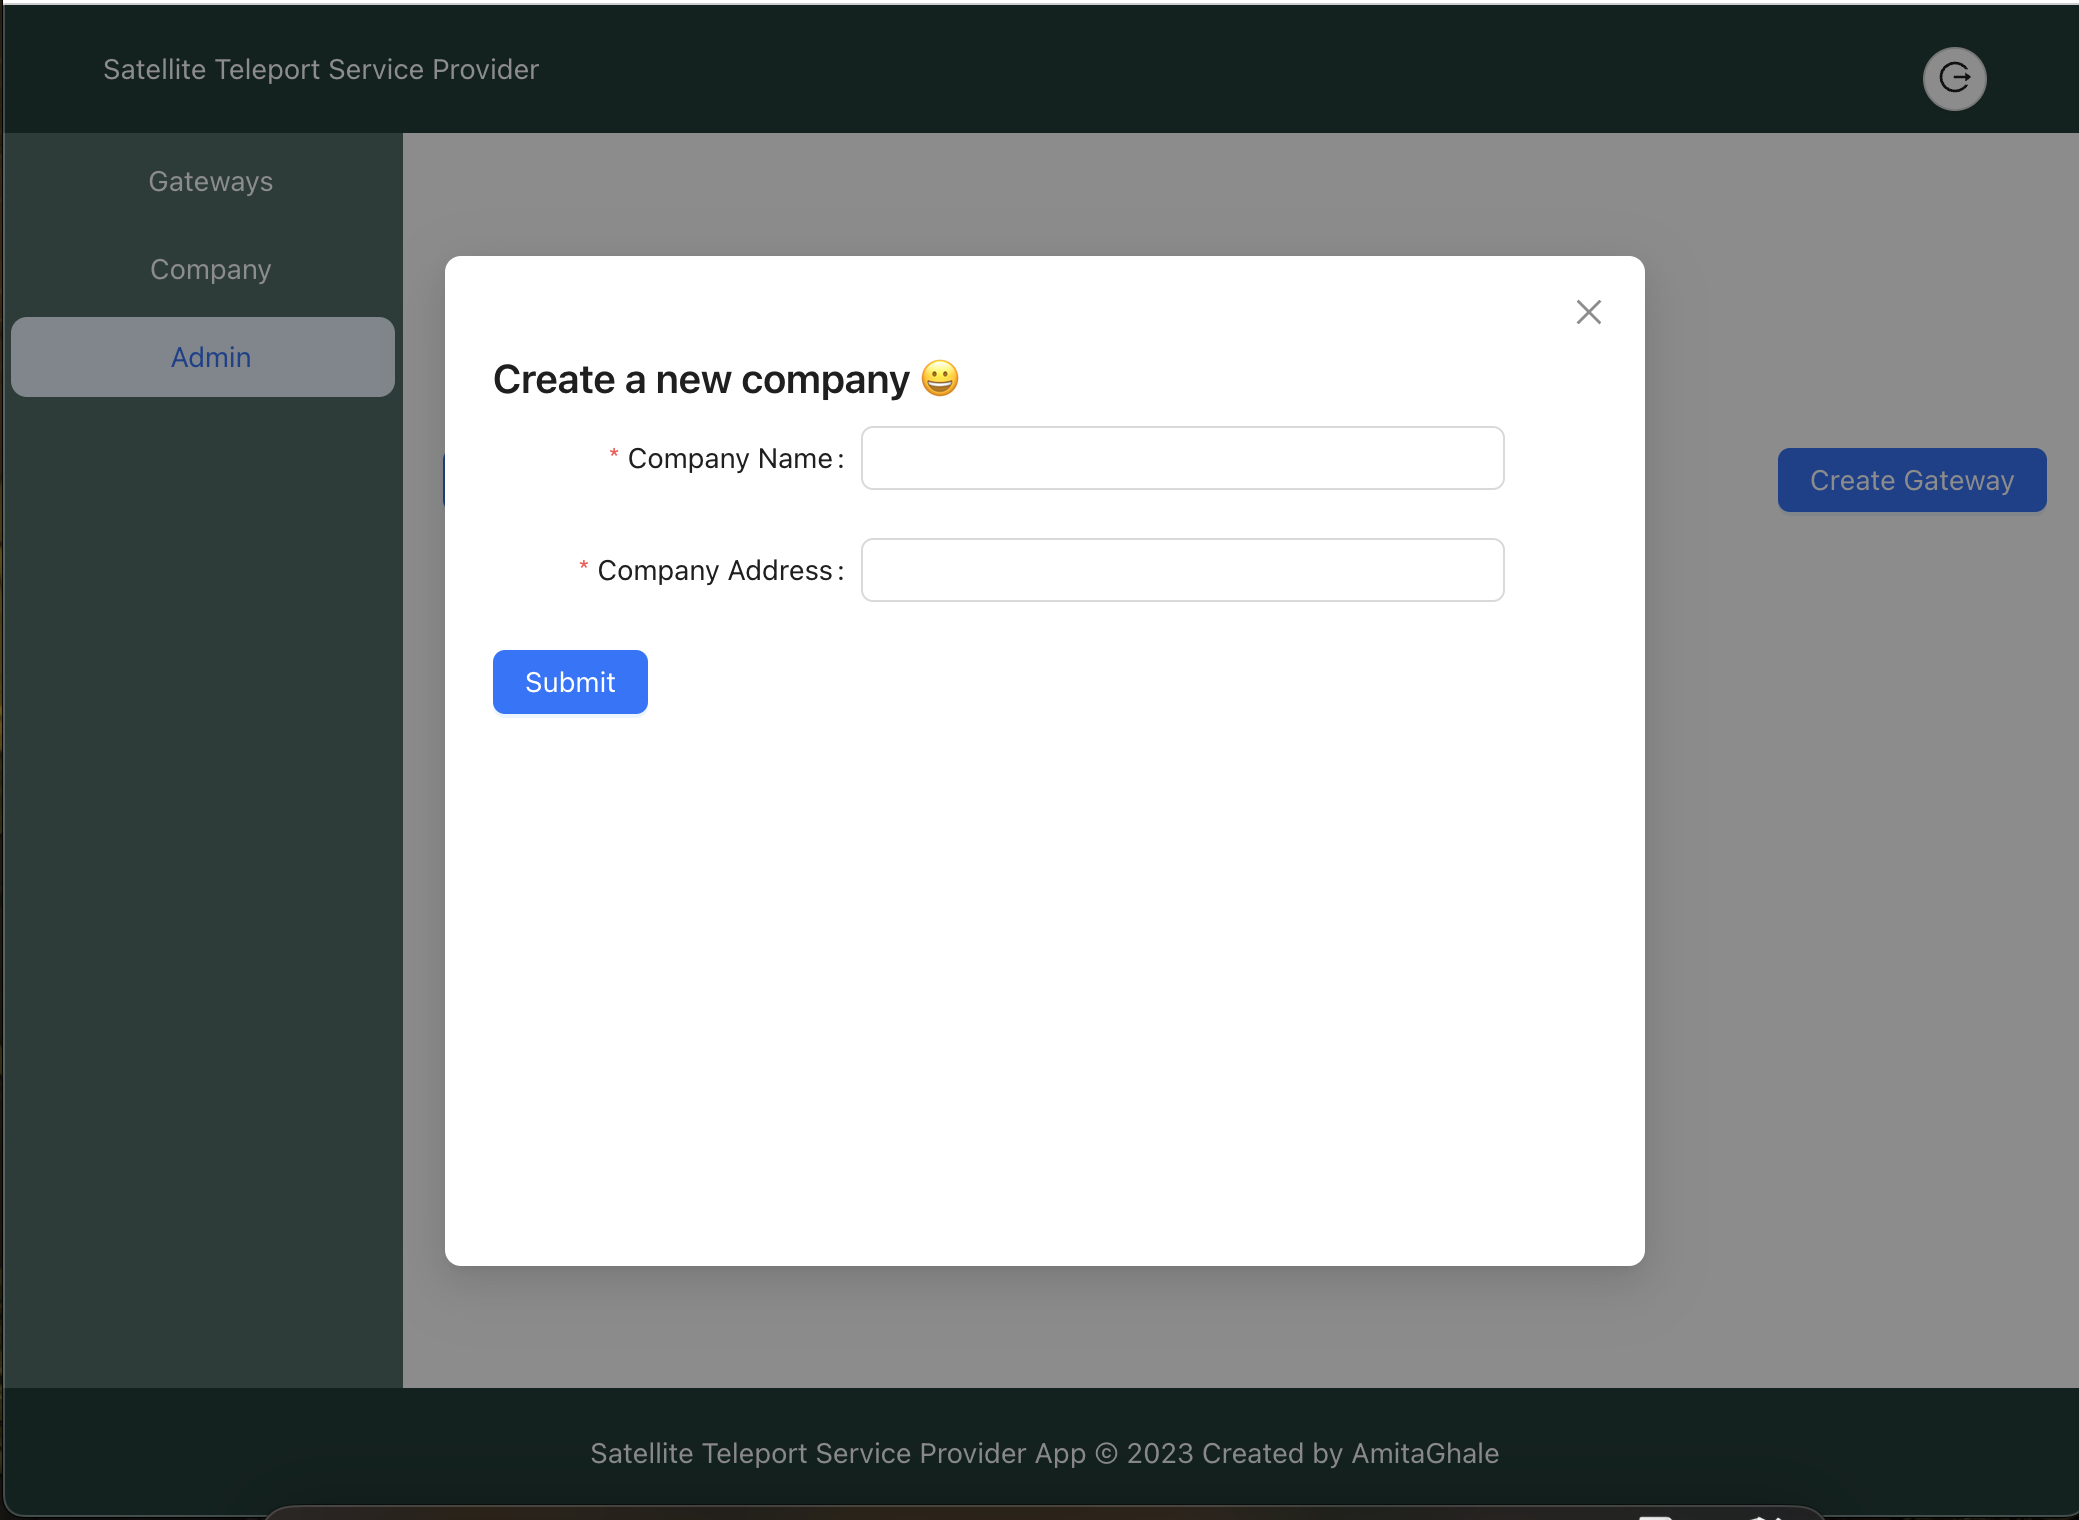 Satellite Teleport Service Provider
Gateways
Company
Admin
Create a new company 😀
* Company Name:
* Company Address:
Submit
Create Gateway
Satellite Teleport Service Provider App © 2023 Created by AmitaGhale